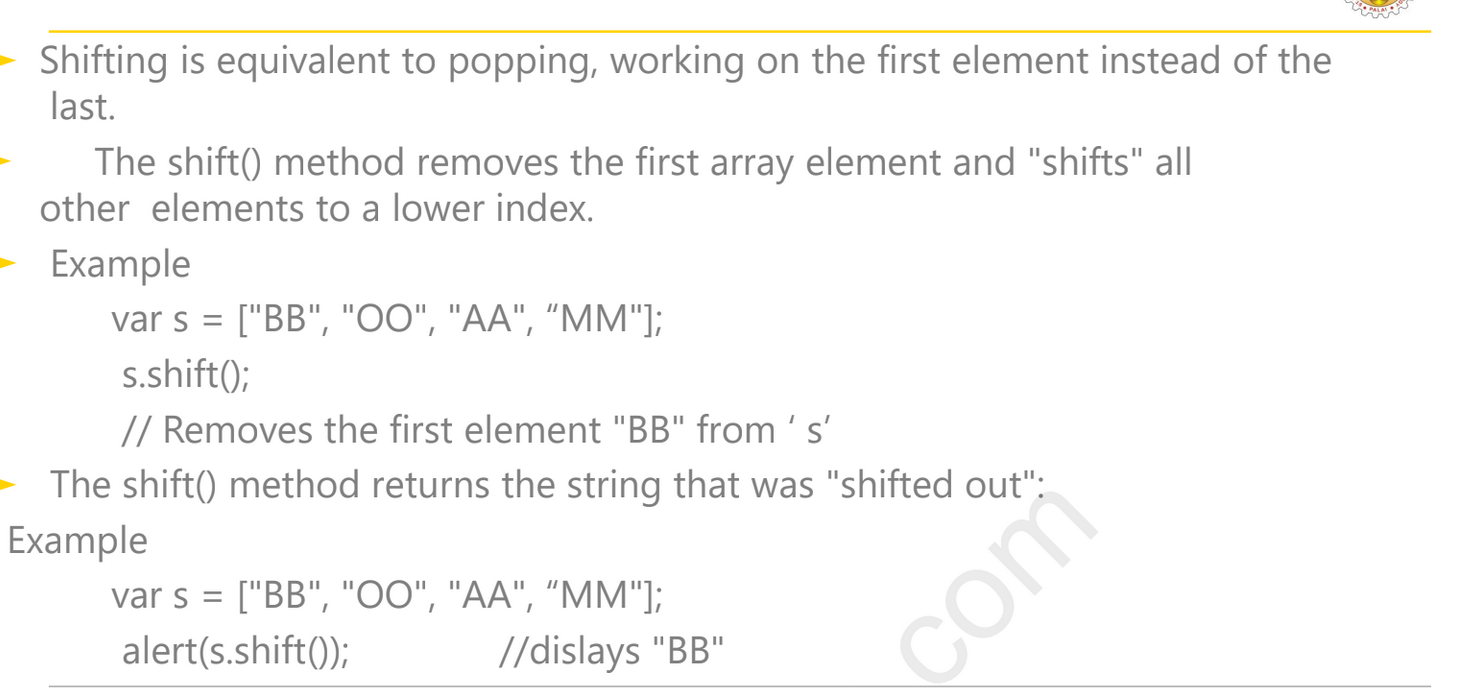 Shifting is equivalent to popping, working on the first element instead of the
last.
The shift() method removes the first array element and "shifts" all
other  elements to a lower index.
Example
var s = ["BB", "OO", "AA", “MM"];
s.shift();
// Removes the first element "BB" from ‘ s’
The shift() method returns the string that was "shifted out":
Example
var s = ["BB", "OO", "AA", “MM"];
alert(s.shift()); //dislays "BB"
com